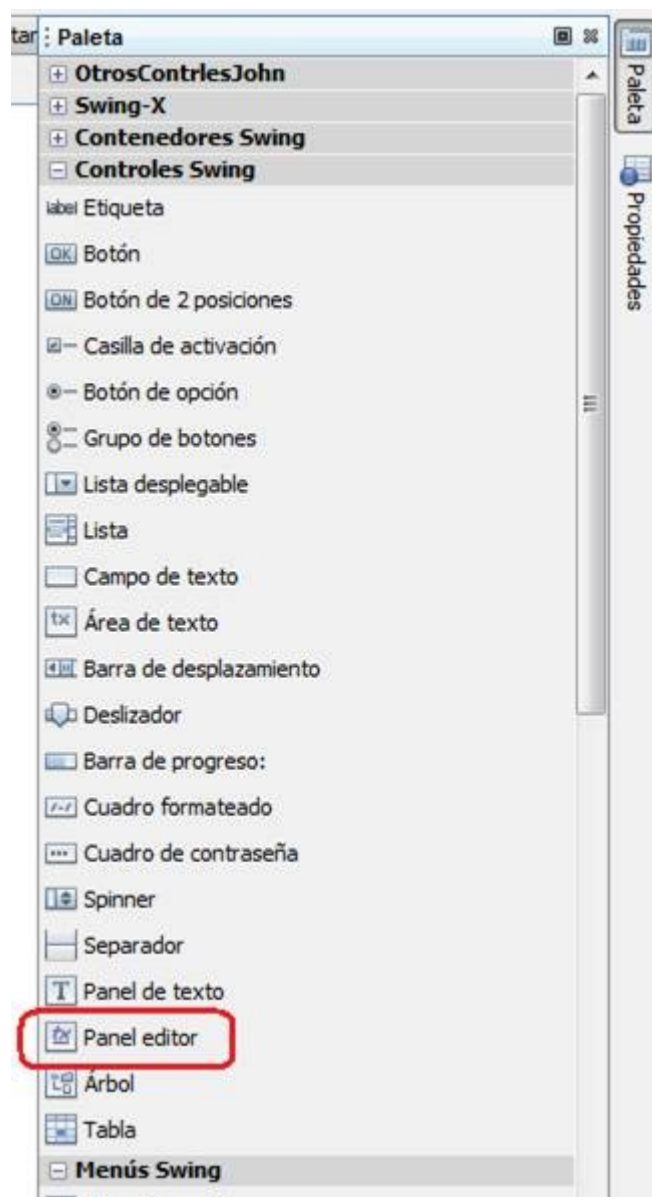 tar
Paleta
OtrosContrlesJohn
Swing-X
Contenedores Swing
Controles Swing
label Etiqueta
OK Botón
ON Botón de 2 posiciones
Casilla de activación
Botón de opción
Grupo de botones
Lista desplegable
Lista
Campo de texto
tx Área de texto
Barra de desplazamiento
Deslizador
Barra de progreso:
Cuadro formateado
Cuadro de contraseña
Spinner
Separador
T Panel de texto
Panel editor
Árbol
Tabla
Menús Swing
Paleta
Propiedades